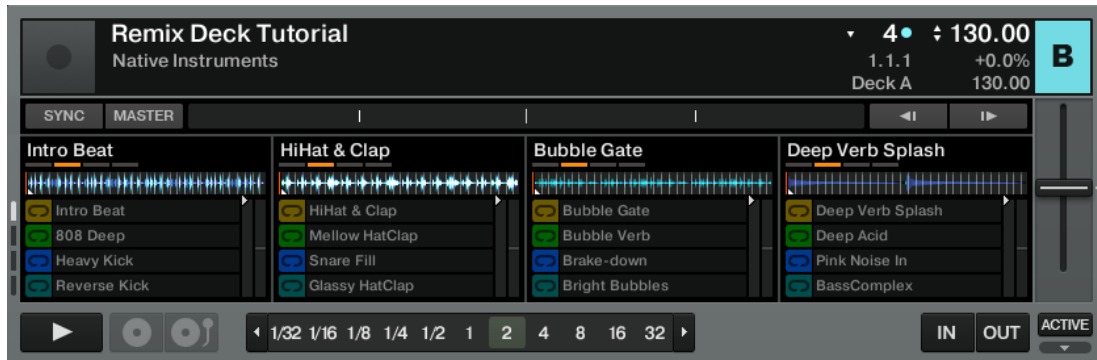 Remix Deck Tutorial
4
130.00
Native Instruments
1.1.1
+0.0%
Deck A
130.00
B
SYNC
MASTER
Intro Beat
HiHat & Clap
Bubble Gate
Deep Verb Splash
Intro Beat
HiHat & Clap
Bubble Gate
Deep Verb Splash
808 Deep
Mellow HatClap
Bubble Verb
Deep Acid
Heavy Kick
Snare Fill
Brake-down
Pink Noise In
Reverse Kick
Glassy HatClap
Bright Bubbles
BassComplex
1/32 1/16 1/8 1/4 1/2 1 2 4 8 16 32
IN
OUT
ACTIVE